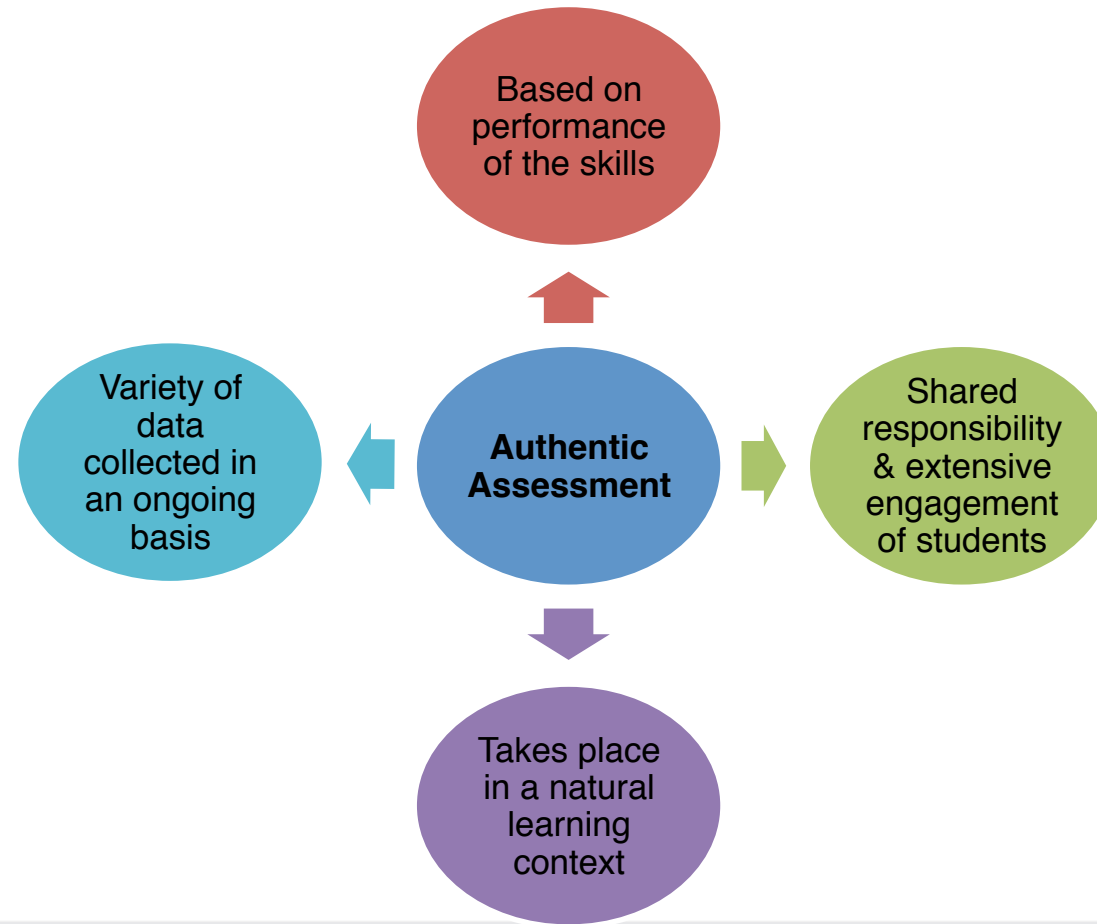 Based on
performance
of the skills
Variety of
data
collected in
an ongoing
basis
Authentic
Assessment
Shared
responsibility
& extensive
engagement
of students
Takes place
in a natural
learning
context